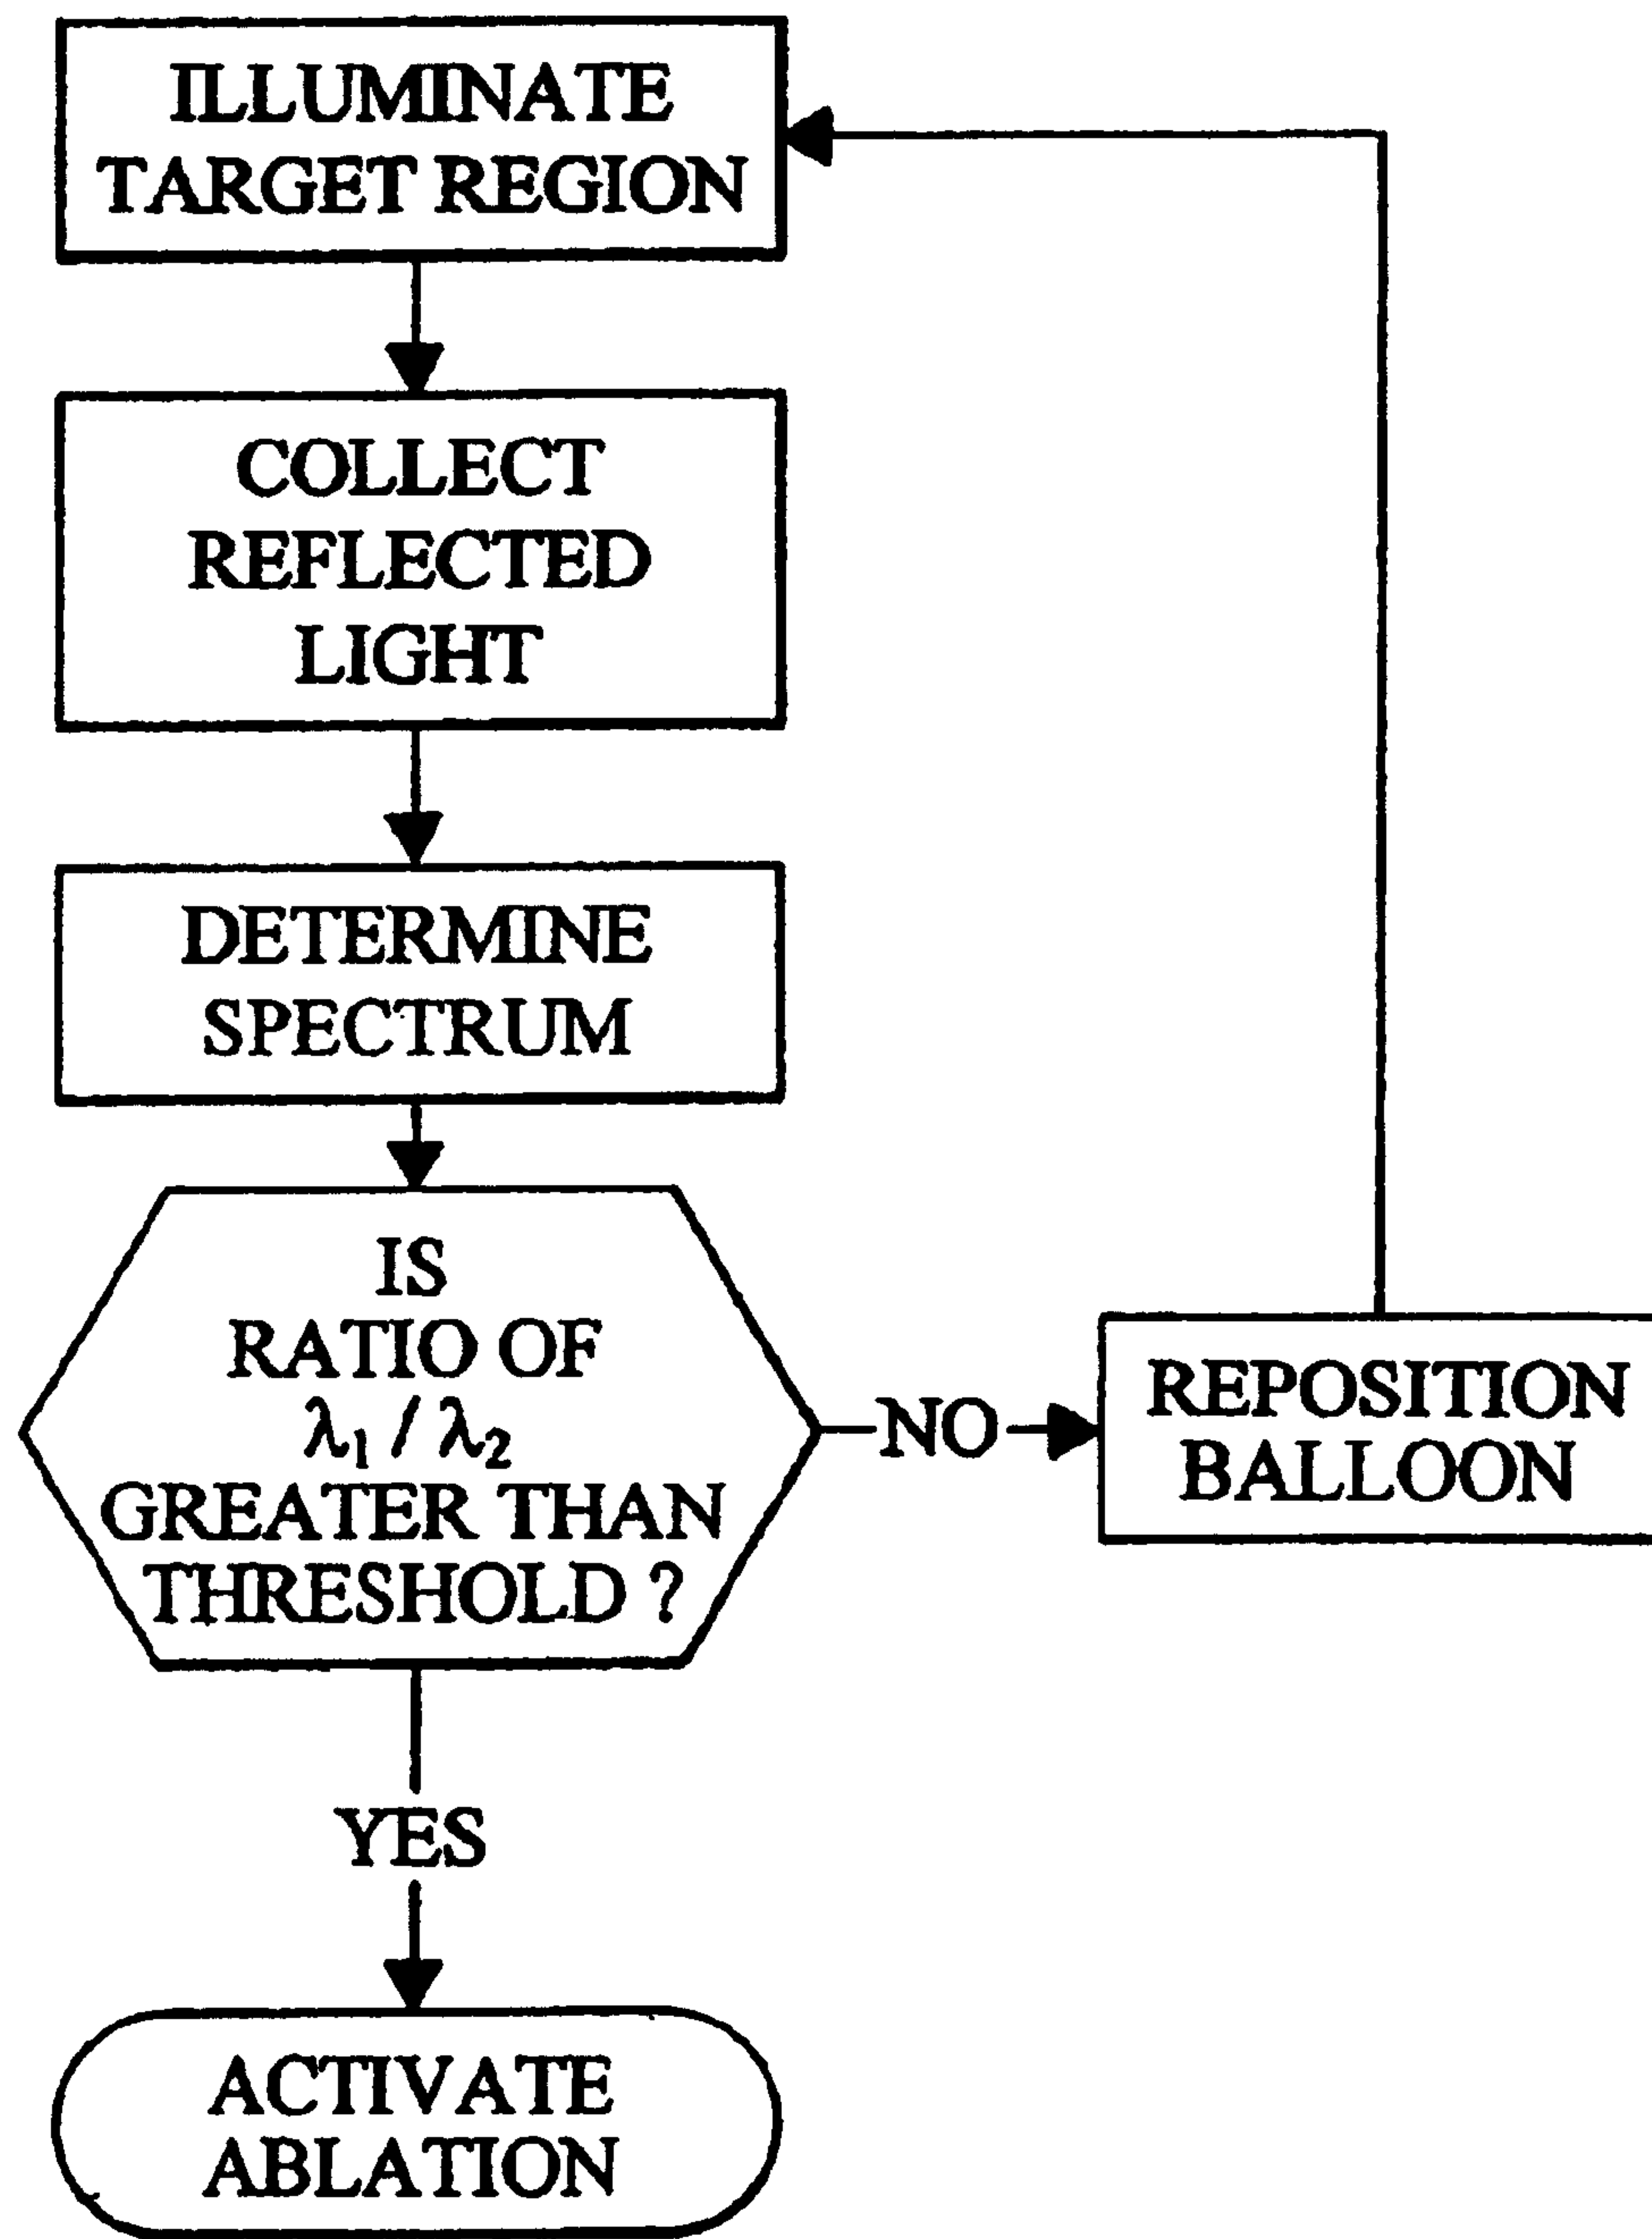 ILLUMINATE
TARGET REGION
COLLECT
REFLECTED
LIGHT
DETERMINE
SPECTRUM
IS
RATIO OF
λ₁ / λ₂
GREATER THAN
THRESHOLD ?
NO
REPOSITION
BALLOON
YES
ACTIVATE
ABLATION